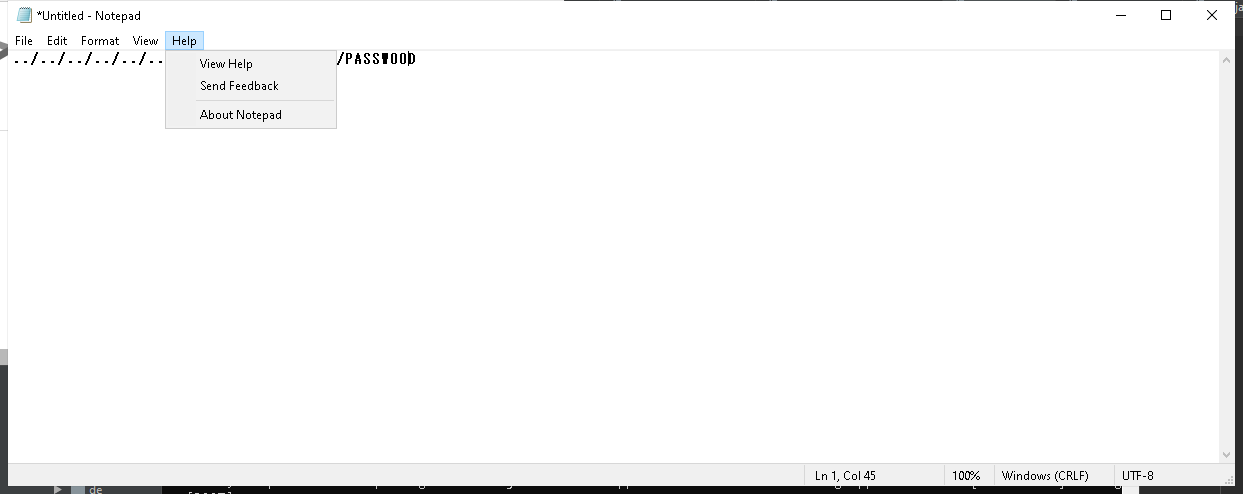 *Untitled - Notepad
File Edit Format View Help
../../../../../.. /PASSWOOD
View Help
Send Feedback
About Notepad
Ln 1, Col 45 100% Windows (CRLF) UTF-8
de